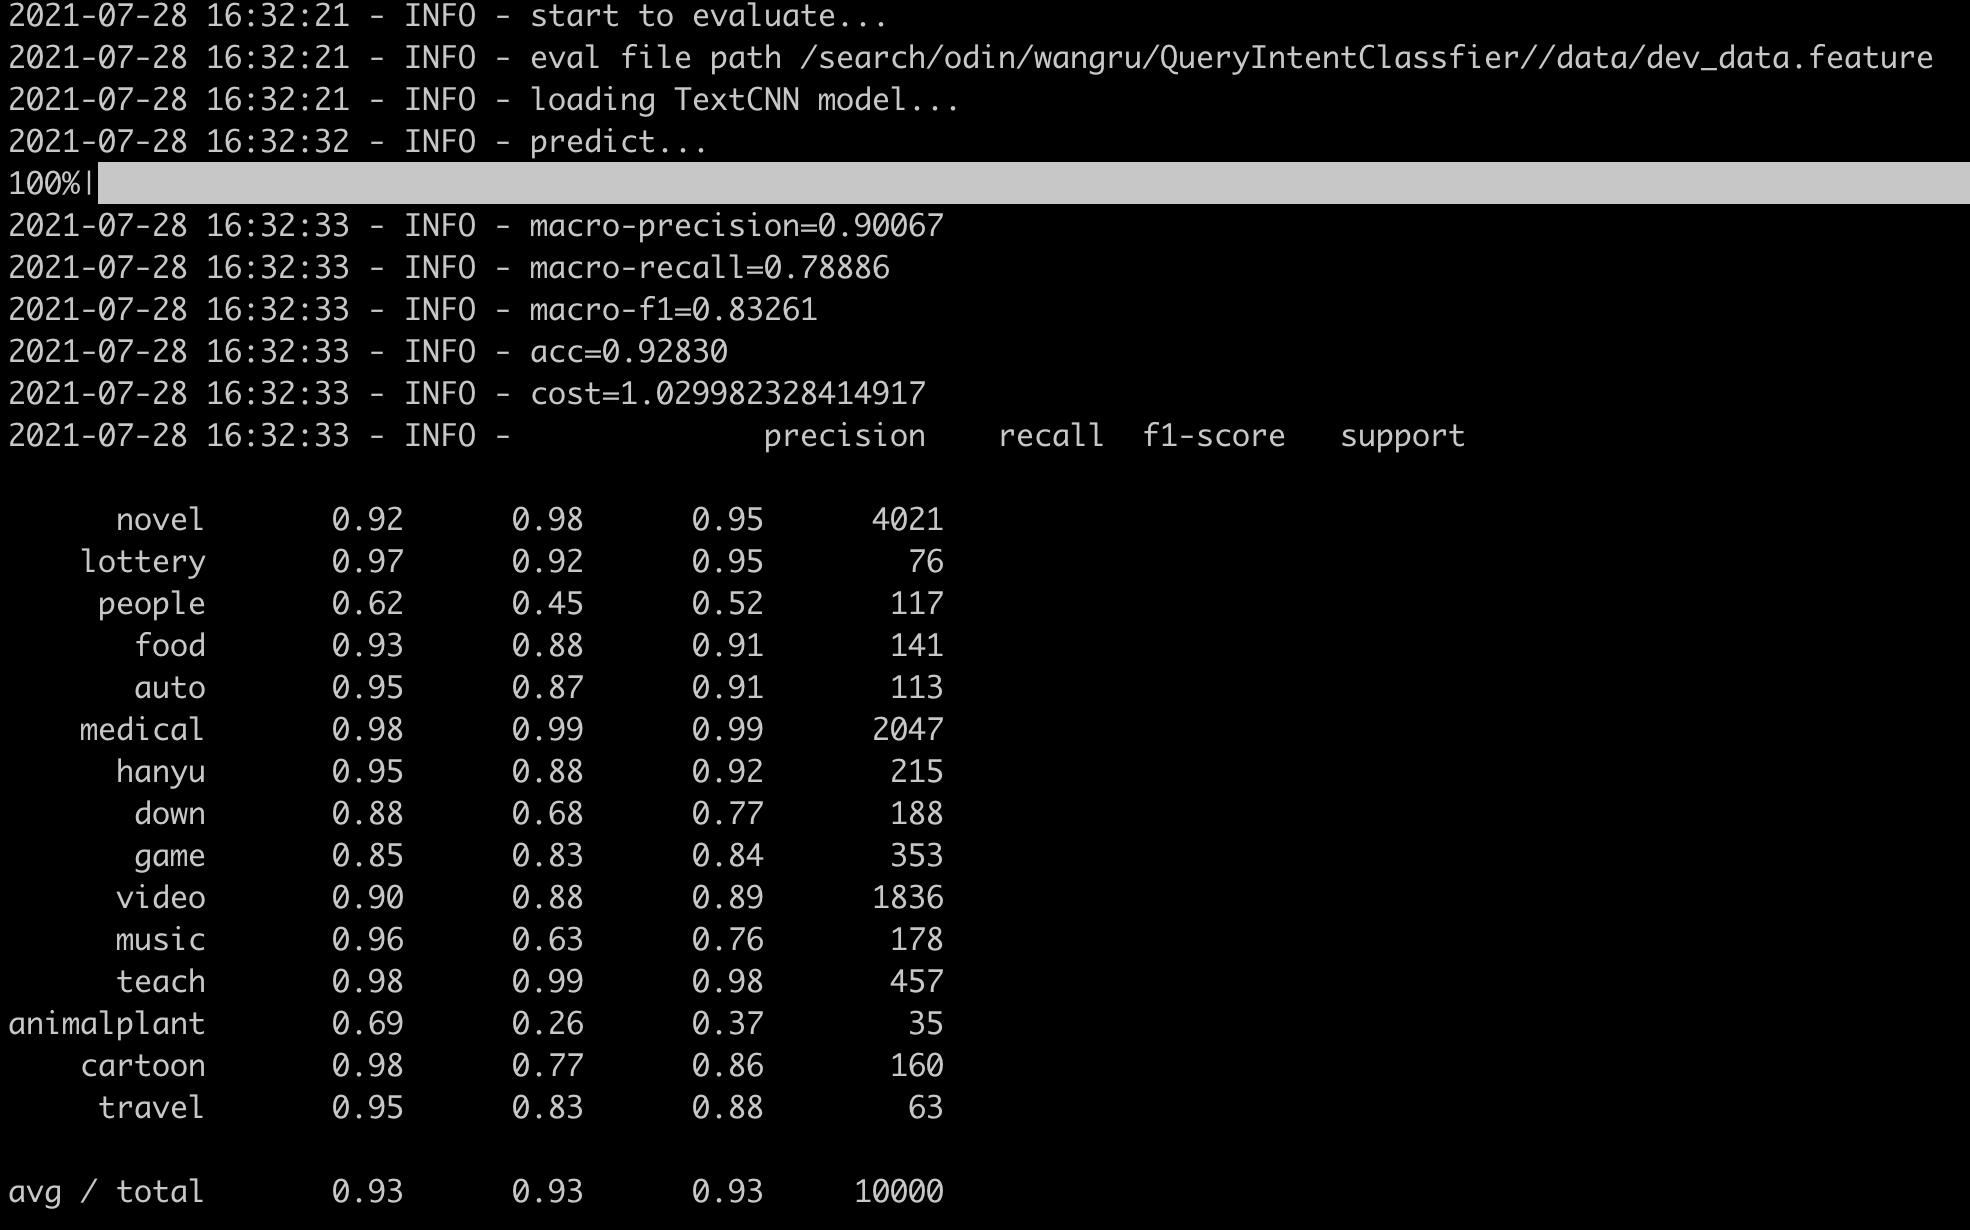 2021-07-28 16:32:21 - INFO - start to evaluate...
2021-07-28 16:32:21 - INFO - eval file path /search/odin/wangru/QueryIntentClassfier//data/dev_data.feature
2021-07-28 16:32:21 - INFO - loading TextCNN model...
2021-07-28 16:32:32 - INFO - predict...
100%|
2021-07-28 16:32:33 - INFO - macro-precision=0.90067
2021-07-28 16:32:33 - INFO - macro-recall=0.78886
2021-07-28 16:32:33 - INFO - macro-f1=0.83261
2021-07-28 16:32:33 - INFO - acc=0.92830
2021-07-28 16:32:33 - INFO - cost=1.029982328414917
2021-07-28 16:32:33 - INFO -              precision    recall  f1-score   support
      novel       0.92      0.98      0.95      4021
    lottery       0.97      0.92      0.95        76
     people       0.62      0.45      0.52       117
       food       0.93      0.88      0.91       141
       auto       0.95      0.87      0.91       113
    medical       0.98      0.99      0.99      2047
      hanyu       0.95      0.88      0.92       215
       down       0.88      0.68      0.77       188
       game       0.85      0.83      0.84       353
      video       0.90      0.88      0.89      1836
      music       0.96      0.63      0.76       178
      teach       0.98      0.99      0.98       457
animalplant       0.69      0.26      0.37        35
    cartoon       0.98      0.77      0.86       160
     travel       0.95      0.83      0.88        63
avg / total       0.93      0.93      0.93     10000